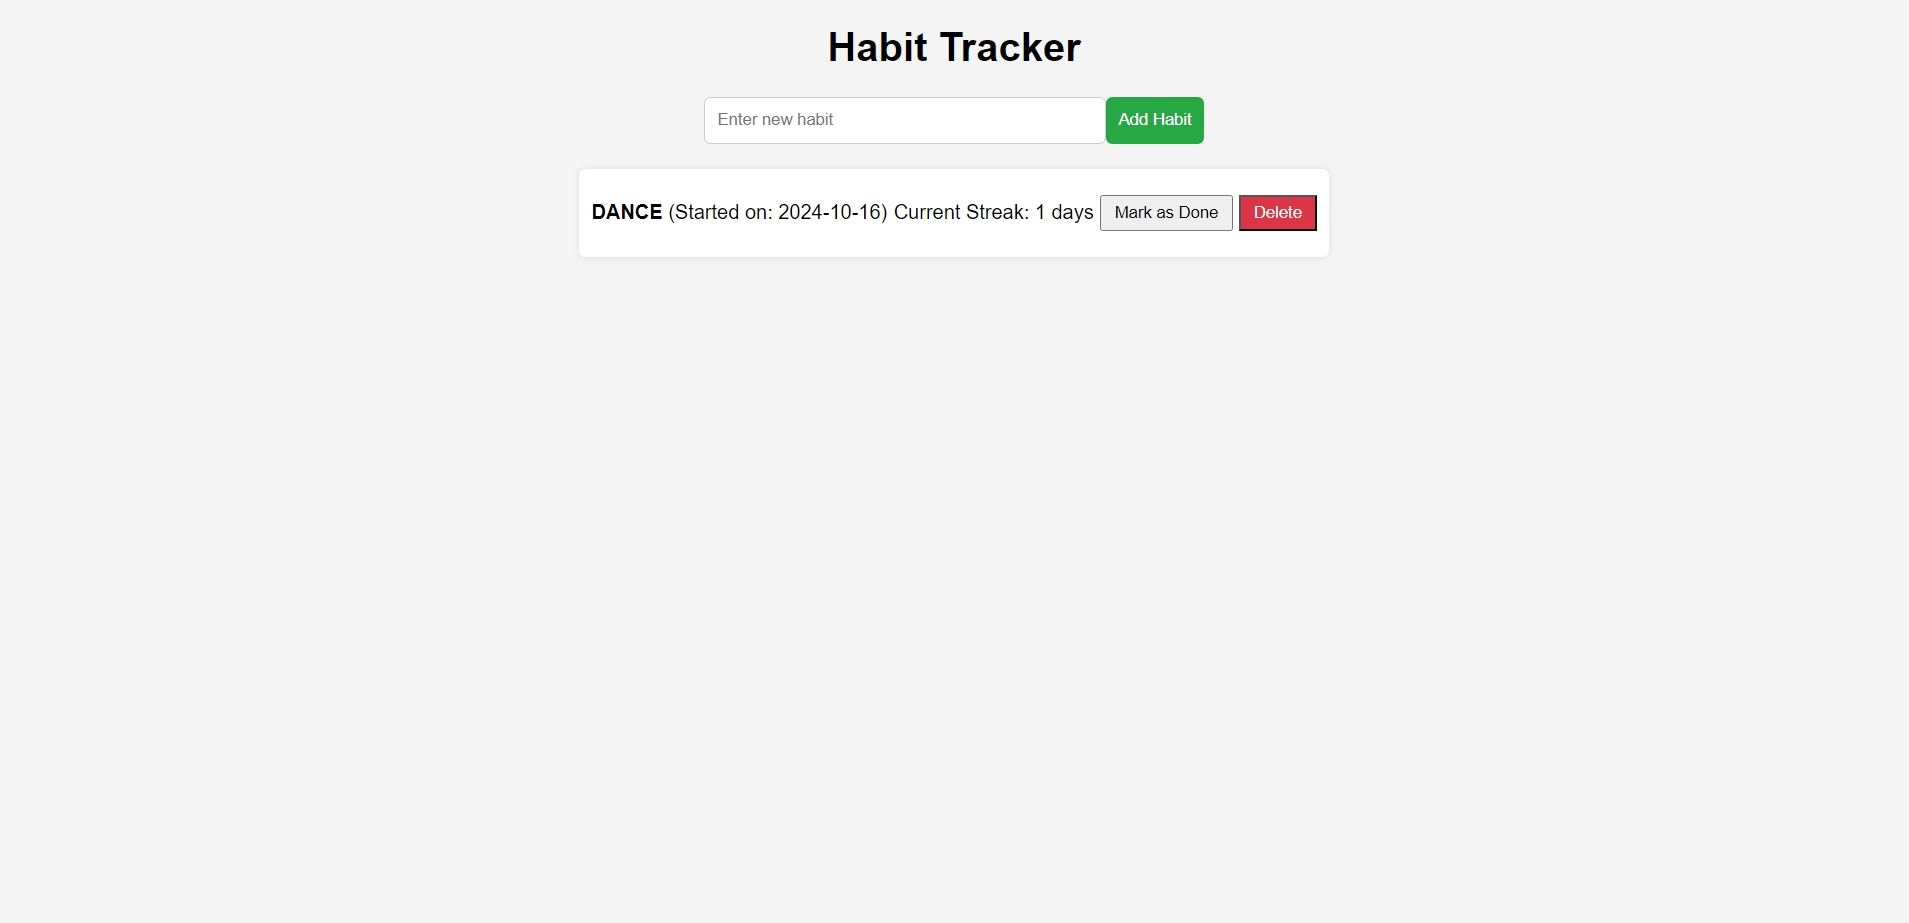 Habit Tracker
Enter new habit Add Habit
DANCE (Started on: 2024-10-16) Current Streak: 1 days Mark as Done Delete